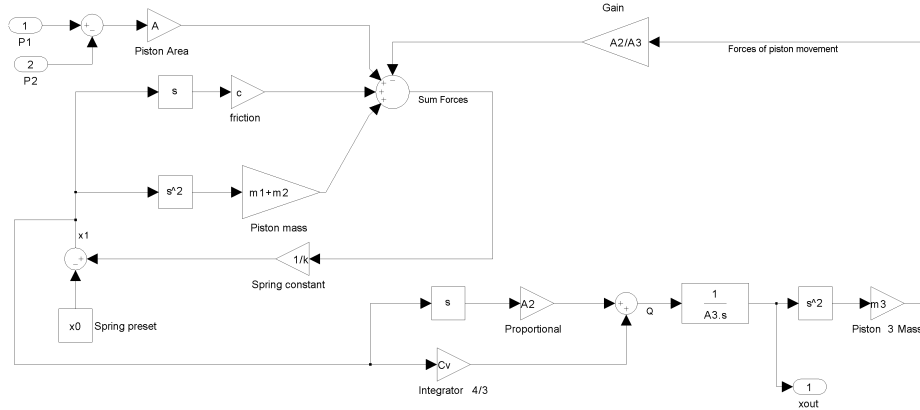 1
P1
2
P2
A
Piston Area
Gain
A2/A3
Forces of piston movement
Sum Forces
s
c
friction
s^2
m1+m2
Piston mass
x1
1/k
Spring constant
x0
Spring preset
s
A2
Proportional
Q
1
A3.s
s^2
m3
Piston 3 Mass
Cv
Integrator 4/3
1
xout